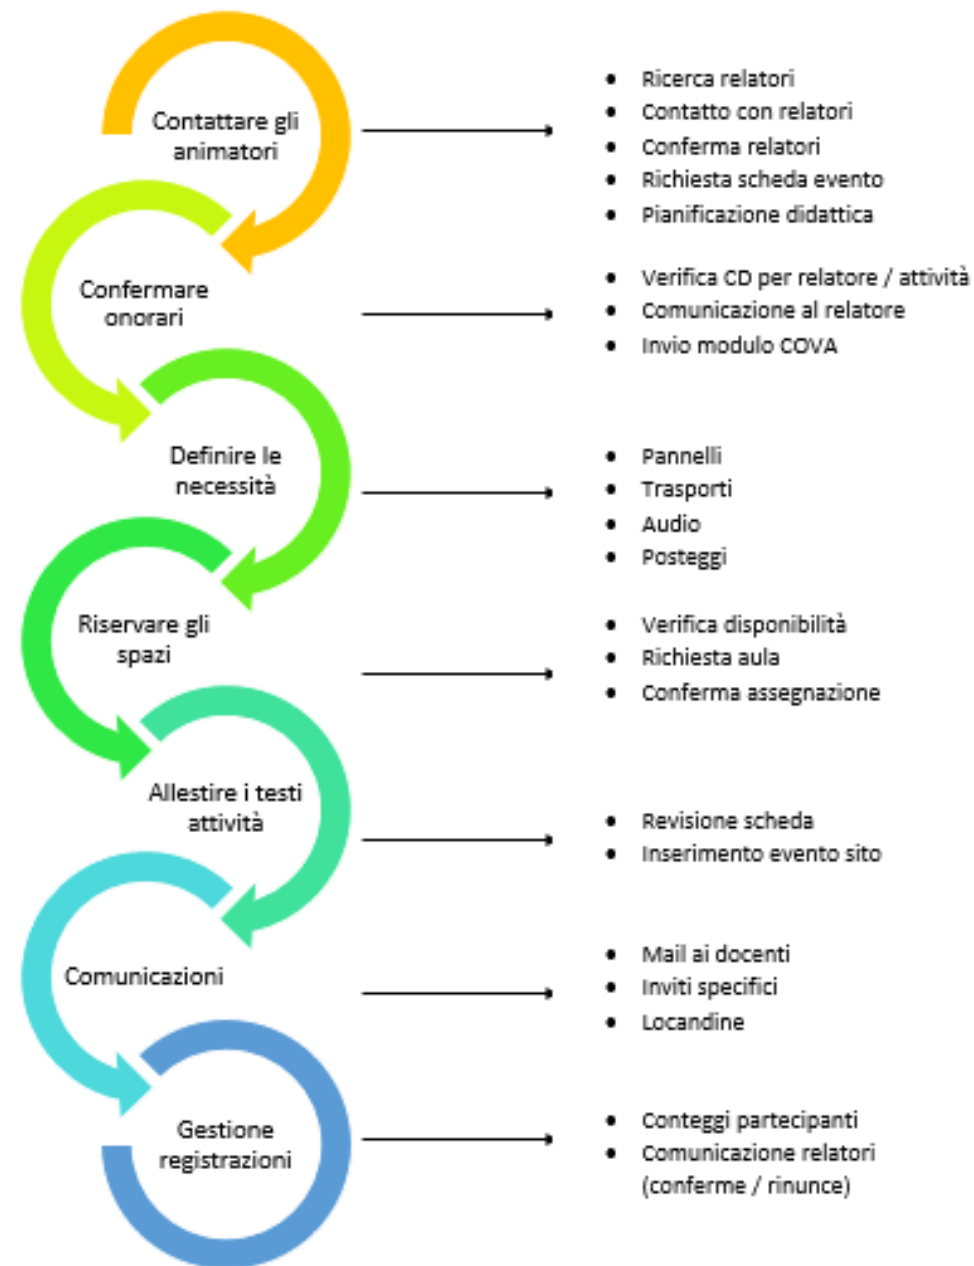 Contattare gli
animatori
• Ricerca relatori
• Contatto con relatori
• Conferma relatori
• Richiesta scheda evento
• Pianificazione didattica
Confermare
onorari
• Verifica CD per relatore / attività
• Comunicazione al relatore
• Invio modulo COVA
Definire le
necessità
• Pannelli
• Trasporti
• Audio
• Posteggi
Riservare gli
spazi
• Verifica disponibilità
• Richiesta aula
• Conferma assegnazione
Allestire i testi
attività
• Revisione scheda
• Inserimento evento sito
Comunicazioni
• Mail ai docenti
• Inviti specifici
• Locandine
Gestione
registrazioni
• Conteggi partecipanti
• Comunicazione relatori
(conferme / rinunce)